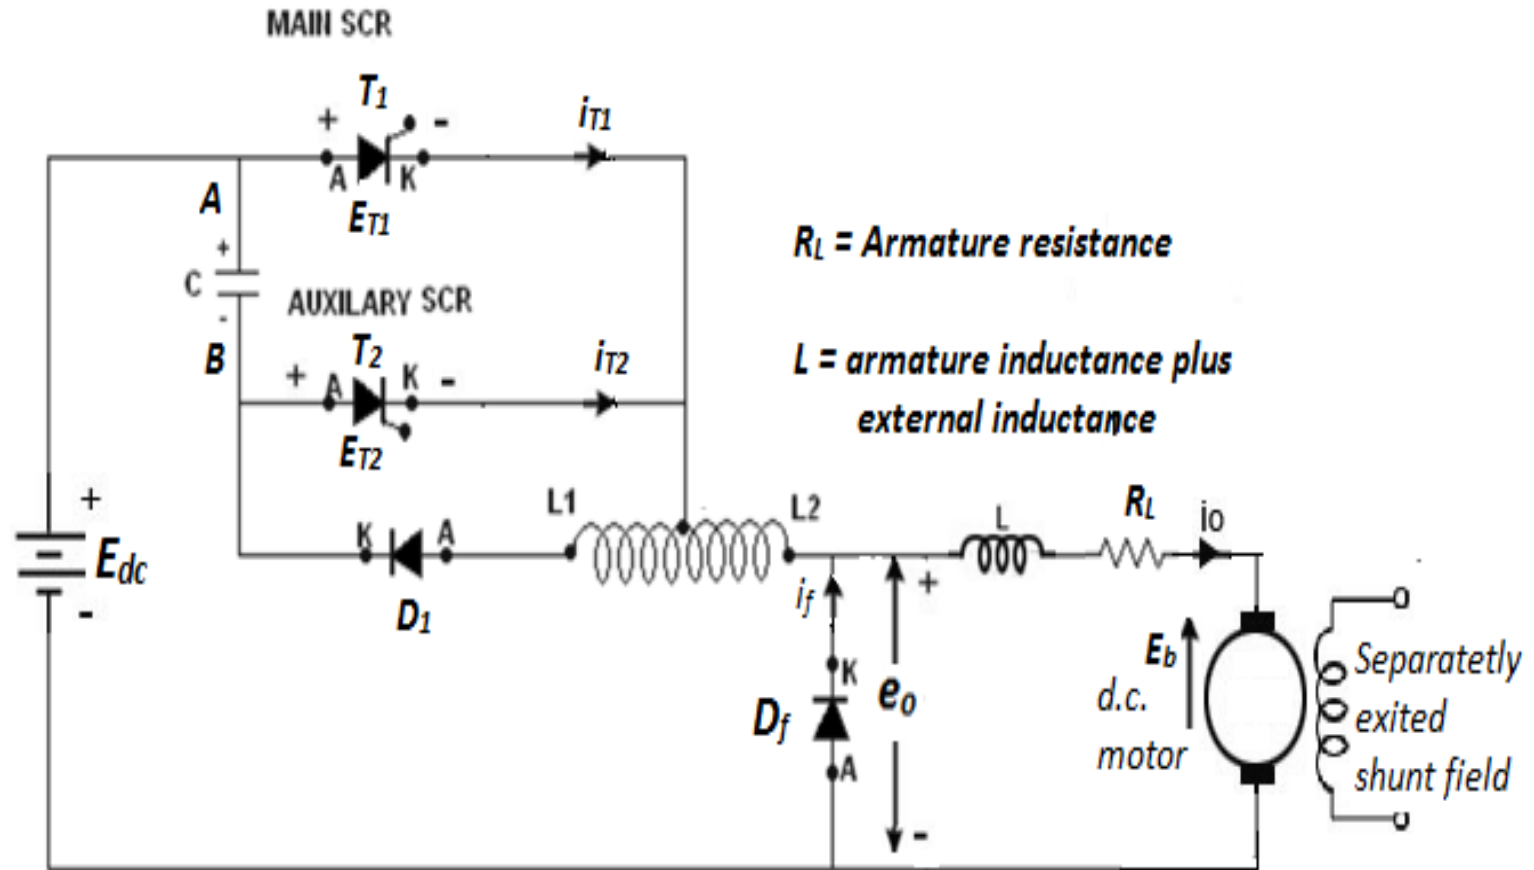 MAIN SCR
T1
+ -
iT1
A K
ET1
A
+
C
-
B
AUXILARY SCR
T2
+ A K -
iT2
ET2
RL = Armature resistance
L = armature inductance plus
external inductance
+
Edc
-
K A
D1
L1
L2
L
RL
io
if
+
K
Df
A
eo
-
Eb
d.c.
motor
Separatetly
exited
shunt field